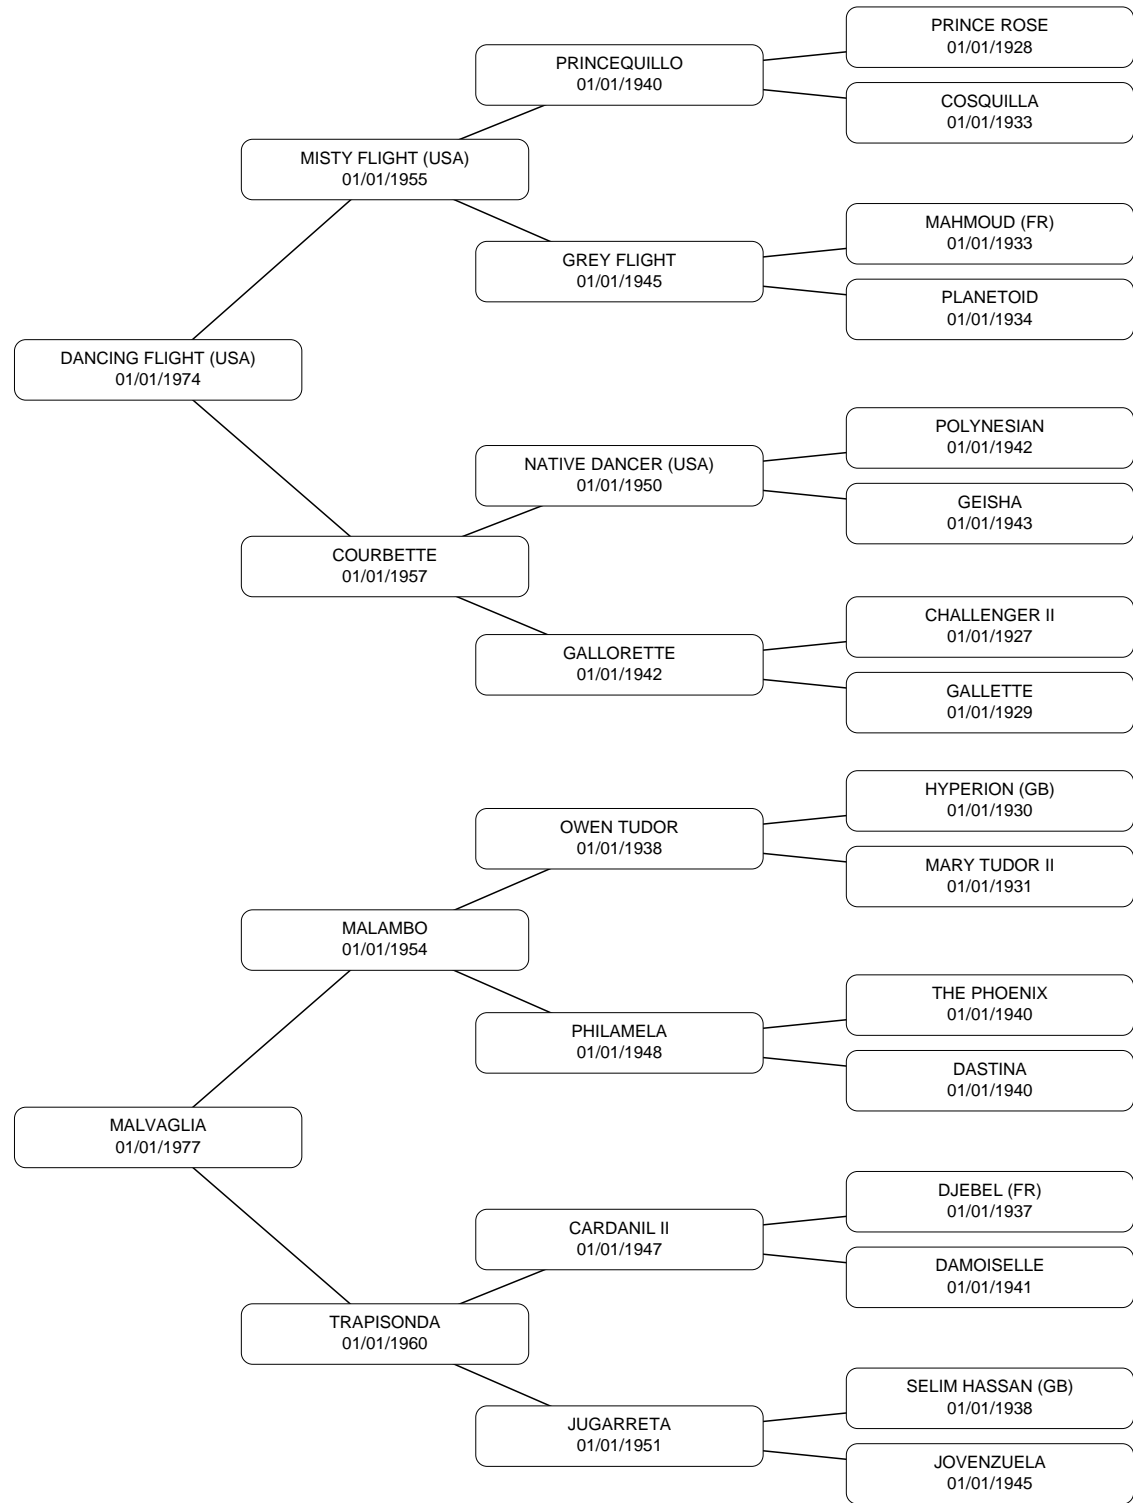 PRINCE ROSE
01/01/1928
PRINCEQUILLO
01/01/1940
COSQUILLA
01/01/1933
MISTY FLIGHT (USA)
01/01/1955
MAHMOUD (FR)
01/01/1933
GREY FLIGHT
01/01/1945
PLANETOID
01/01/1934
DANCING FLIGHT (USA)
01/01/1974
POLYNESIAN
01/01/1942
NATIVE DANCER (USA)
01/01/1950
GEISHA
01/01/1943
COURBETTE
01/01/1957
CHALLENGER II
01/01/1927
GALLORETTE
01/01/1942
GALLETTE
01/01/1929
HYPERION (GB)
01/01/1930
OWEN TUDOR
01/01/1938
MARY TUDOR II
01/01/1931
MALAMBO
01/01/1954
THE PHOENIX
01/01/1940
PHILAMELA
01/01/1948
DASTINA
01/01/1940
MALVAGLIA
01/01/1977
DJEBEL (FR)
01/01/1937
CARDANIL II
01/01/1947
DAMOISELLE
01/01/1941
TRAPISONDA
01/01/1960
SELIM HASSAN (GB)
01/01/1938
JUGARRETA
01/01/1951
JOVENZUELA
01/01/1945